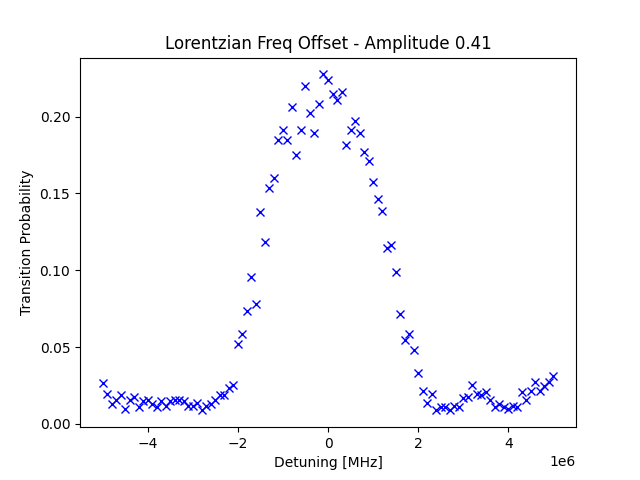 Lorentzian Freq Offset - Amplitude 0.41
Transition Probability
0.20
0.15
0.10
0.05
0.00
−4
−2
0
2
4
1e6
Detuning [MHz]